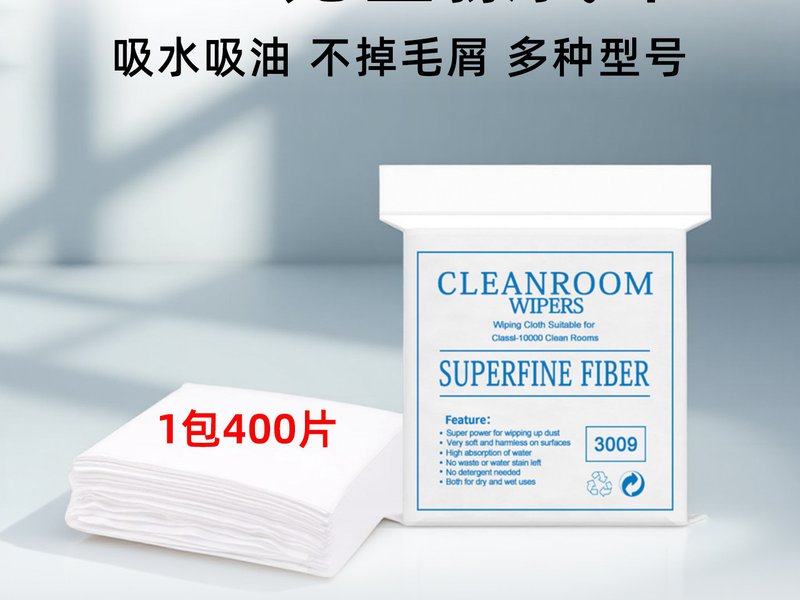 吸水吸油 不掉毛屑 多种型号
CLEANROOM
WIPERS
Wiping Cloth Suitable for
Classl-10000 Clean Rooms
SUPERFINE FIBER
Feature:
• Super power for wipping up dust
• Very soft and harmless on surfaces
• High absorption of water
• No waste or water stain left
• No detergent needed
• Both for dry and wet uses
3009
1包400片